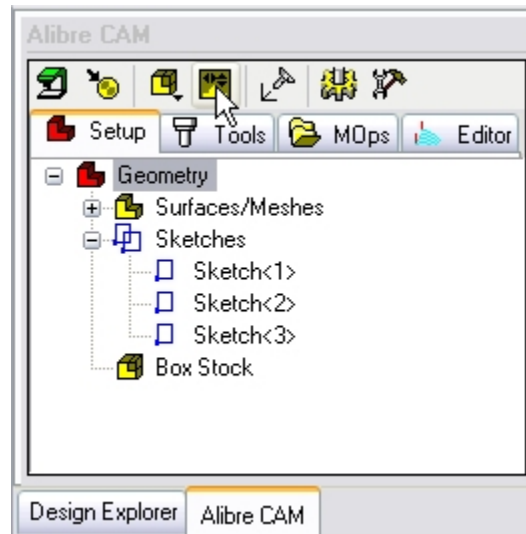 Alibre CAM
Setup Tools MOps Editor
Geometry
Surfaces/Meshes
Sketches
Sketch<1>
Sketch<2>
Sketch<3>
Box Stock
Design Explorer Alibre CAM